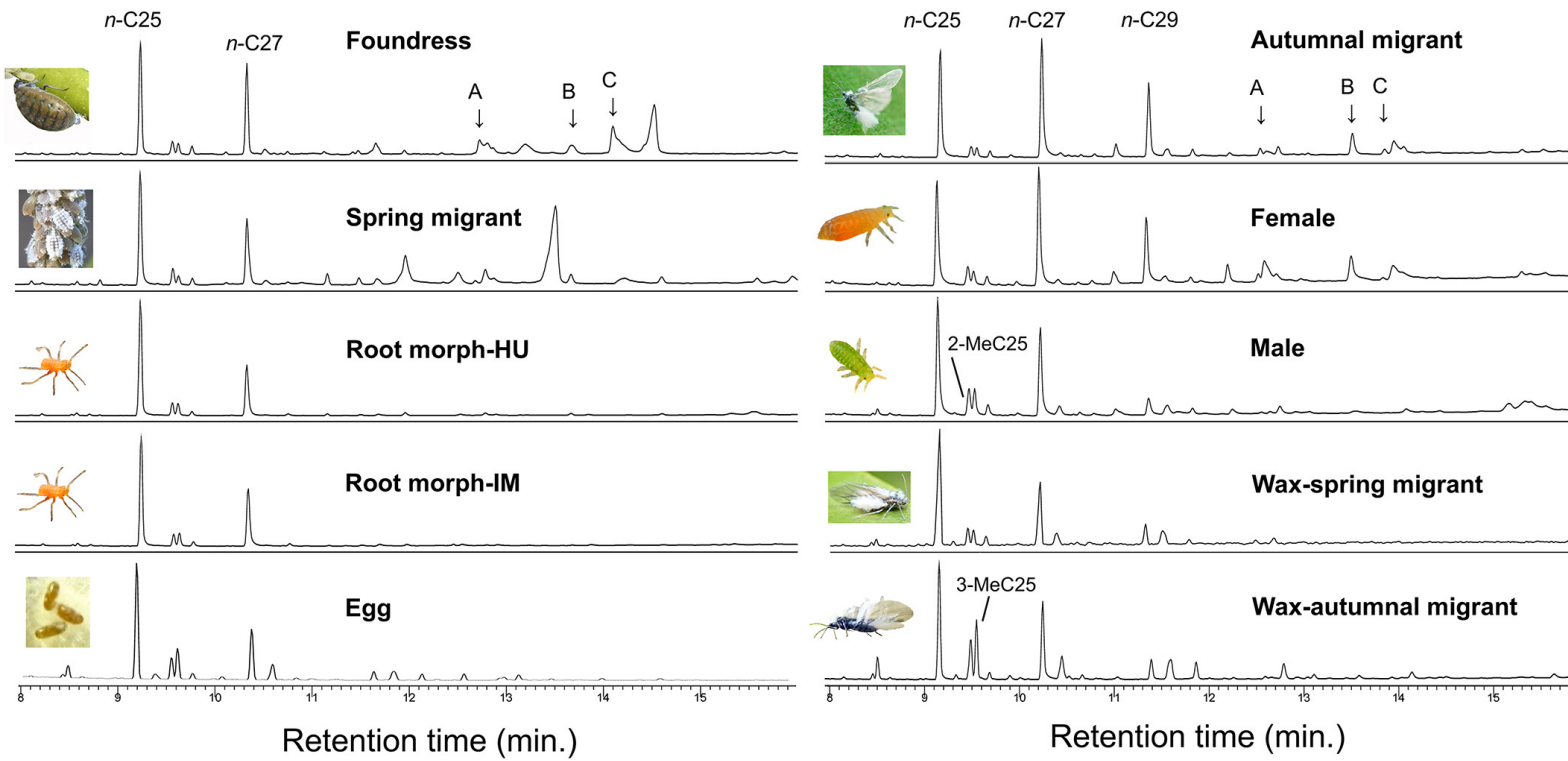 n-C25
n-C27
Foundress
A
B
C
Spring migrant
Root morph-HU
Root morph-IM
Egg
8 9 10 11 12 13 14 15
Retention time (min.)
n-C25
n-C27
n-C29
Autumnal migrant
A
B
C
Female
2-MeC25
Male
Wax-spring migrant
3-MeC25
Wax-autumnal migrant
8 9 10 11 12 13 14 15
Retention time (min.)